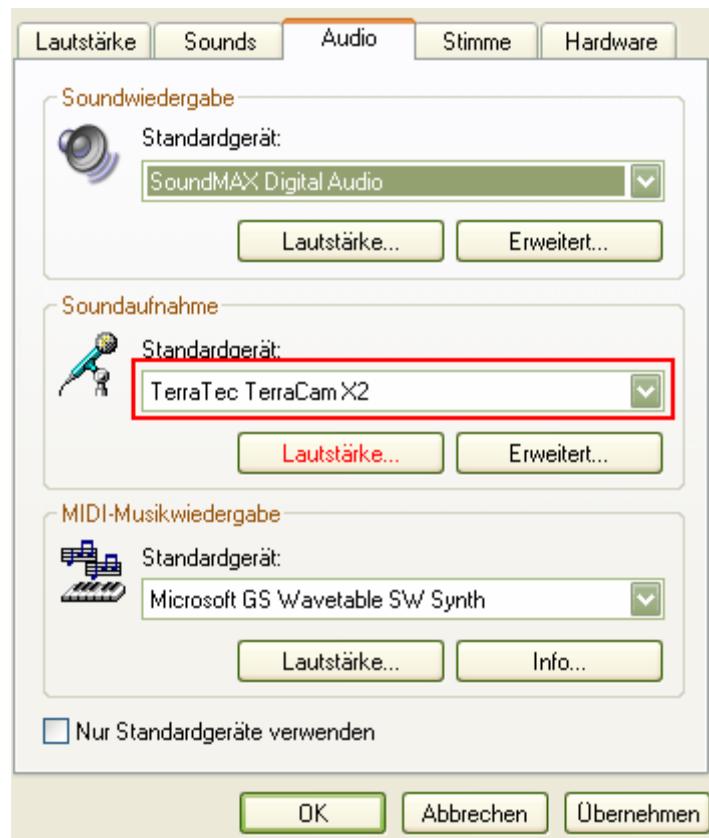 Lautstärke Sounds Audio Stimme Hardware
Soundwiedergabe
Standardgerät:
SoundMAX Digital Audio
Lautstärke... Erweitert...
Soundaufnahme
Standardgerät:
TerraTec TerraCam X2
Lautstärke... Erweitert...
MIDI-Musikwiedergabe
Standardgerät:
Microsoft GS Wavetable SW Synth
Lautstärke... Info...
Nur Standardgeräte verwenden
OK Abbrechen Übernehmen